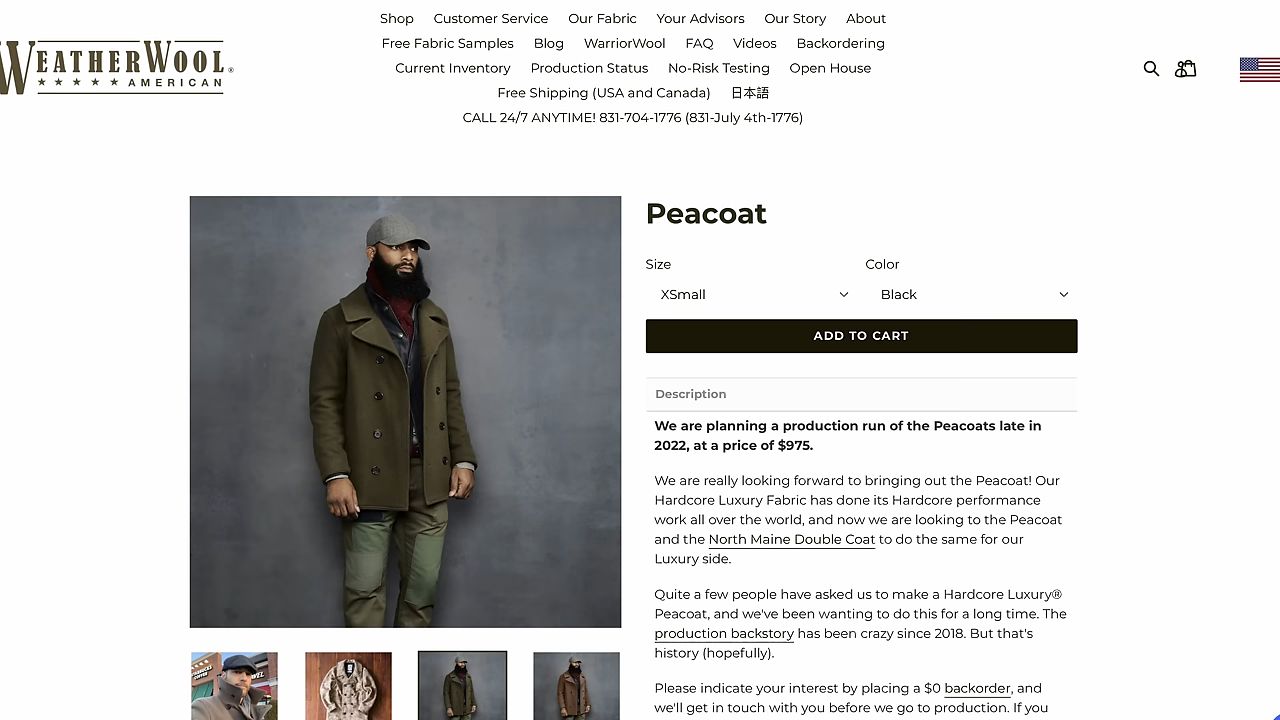 Shop Customer Service Our Fabric Your Advisors Our Story About
Free Fabric Samples Blog WarriorWool FAQ Videos Backordering
WEATHERWOOL®
AMERICAN
Current Inventory Production Status No-Risk Testing Open House
Free Shipping (USA and Canada) 日本語
CALL 24/7 ANYTIME! 831-704-1776 (831-July 4th-1776)
Peacoat
Size Color
XSmall Black
ADD TO CART
Description
We are planning a production run of the Peacoats late in
2022, at a price of $975.
We are really looking forward to bringing out the Peacoat! Our
Hardcore Luxury Fabric has done its Hardcore performance
work all over the world, and now we are looking to the Peacoat
and the North Maine Double Coat to do the same for our
Luxury side.
Quite a few people have asked us to make a Hardcore Luxury®
Peacoat, and we've been wanting to do this for a long time. The
production backstory has been crazy since 2018. But that's
history (hopefully).
Please indicate your interest by placing a $0 backorder, and
we'll get in touch with you before we go to production. If you